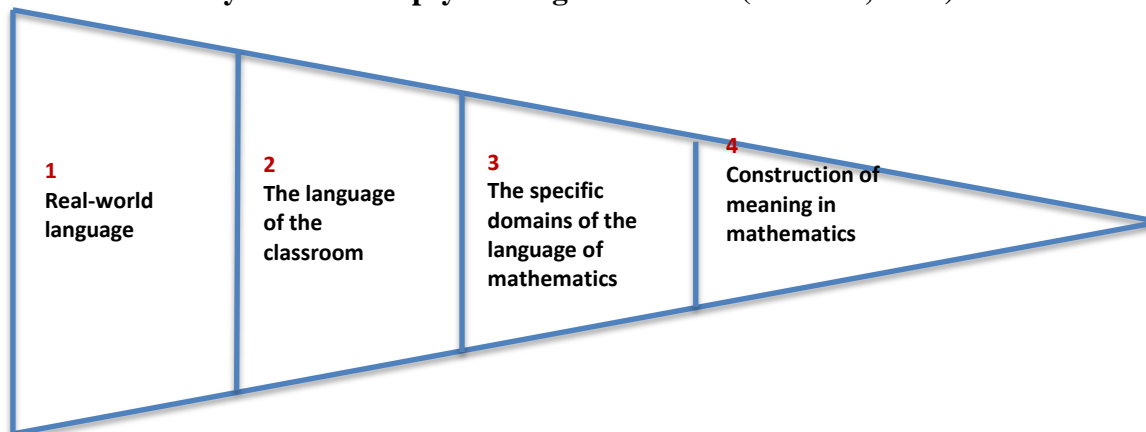 1
Real-world
language
2
The language
of the
classroom
3
The specific
domains of the
language of
mathematics
4
Construction of
meaning in
mathematics